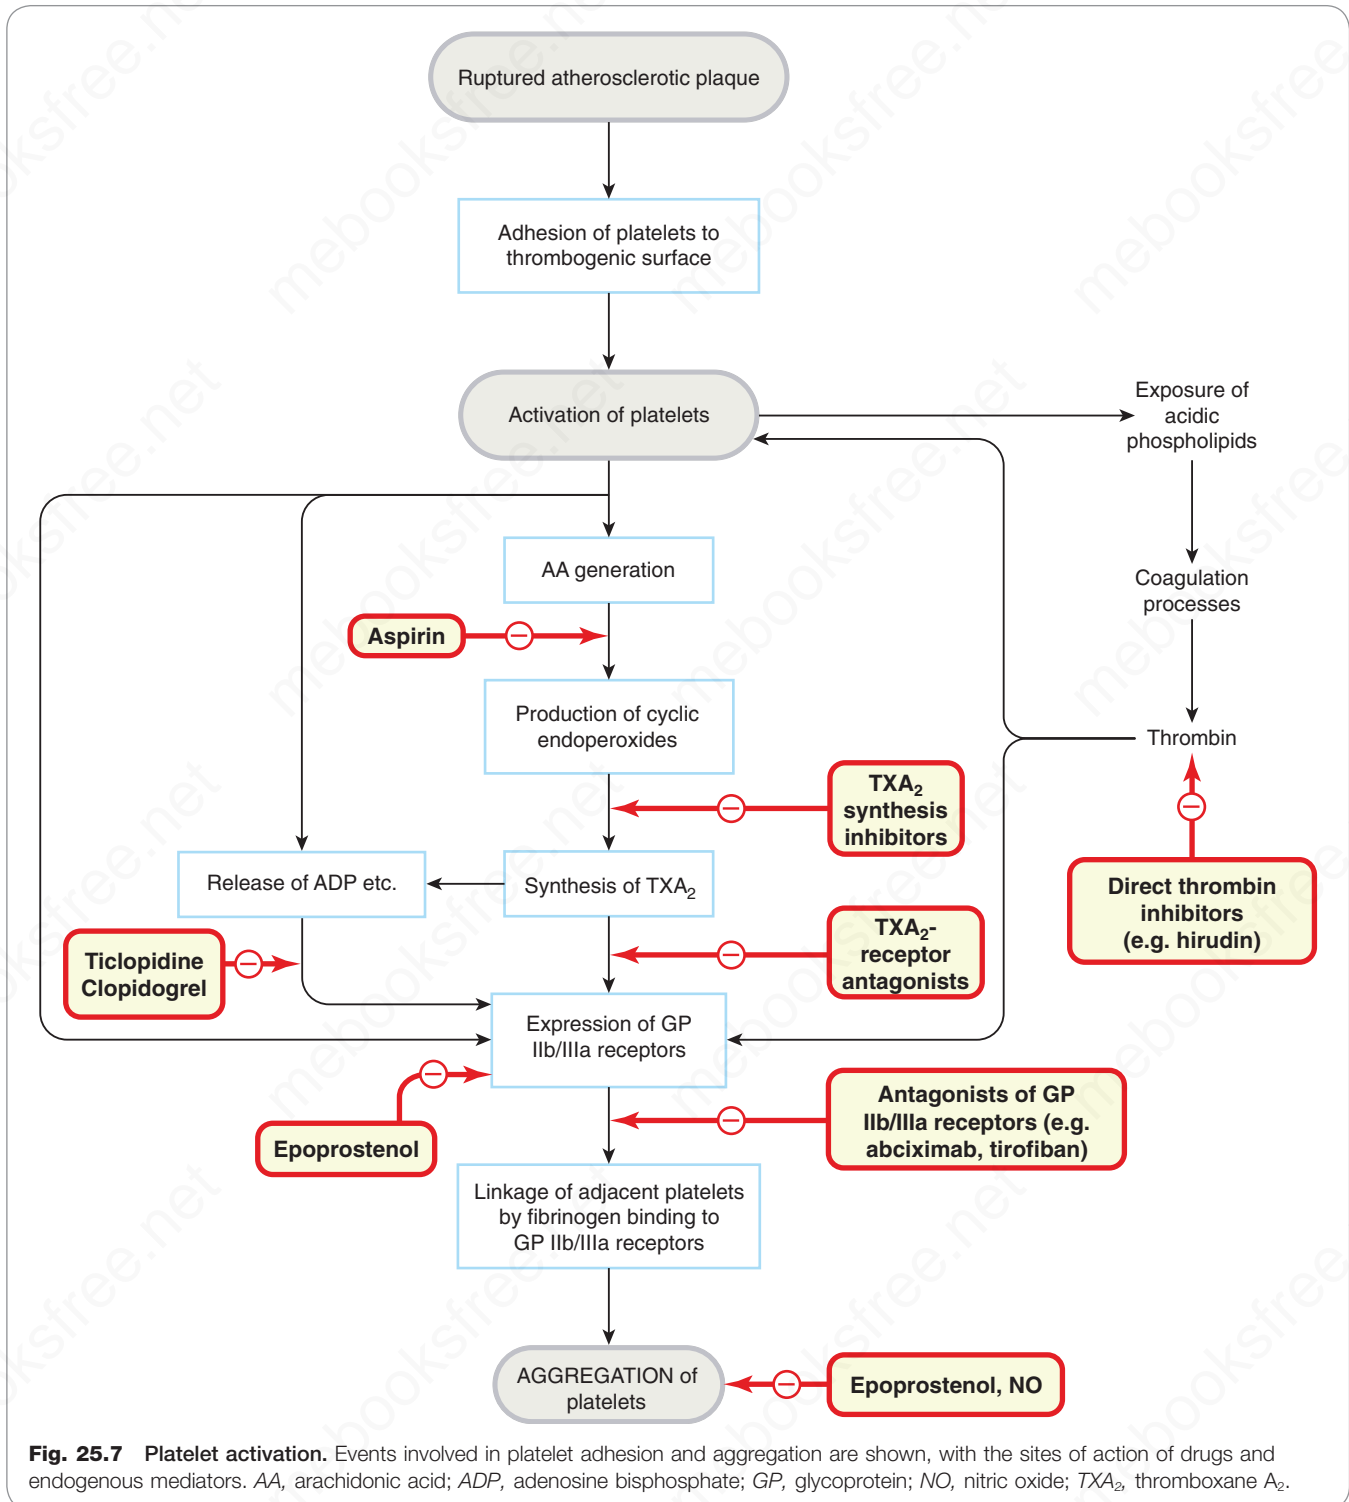 Ruptured atherosclerotic plaque
Adhesion of platelets to
thrombogenic surface
Activation of platelets
Exposure of
acidic
phospholipids
AA generation
Coagulation
processes
Aspirin
Production of cyclic
endoperoxides
Thrombin
TXA₂
synthesis
inhibitors
Release of ADP etc.
Synthesis of TXA₂
Direct thrombin
inhibitors
(e.g. hirudin)
TXA₂-
receptor
antagonists
Ticlopidine
Clopidogrel
Expression of GP
IIb/IIIa receptors
Antagonists of GP
IIb/IIIa receptors (e.g.
abciximab, tirofiban)
Epoprostenol
Linkage of adjacent platelets
by fibrinogen binding to
GP IIb/IIIa receptors
AGGREGATION of
platelets
Epoprostenol, NO
Fig. 25.7 Platelet activation. Events involved in platelet adhesion and aggregation are shown, with the sites of action of drugs and
endogenous mediators. AA, arachidonic acid; ADP, adenosine bisphosphate; GP, glycoprotein; NO, nitric oxide; TXA₂, thromboxane A₂.
mebooksfree.net